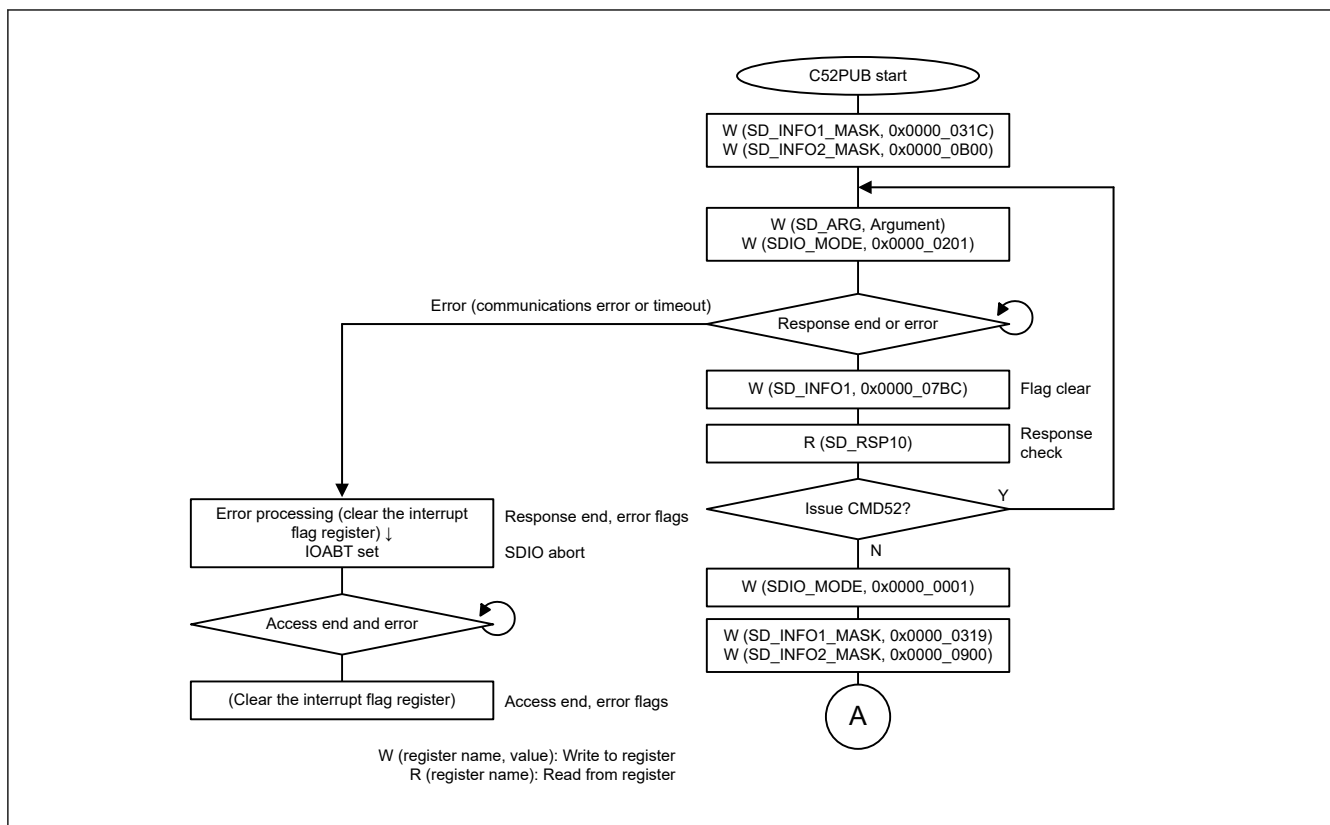 C52PUB start
W (SD_INFO1_MASK, 0x0000_031C)
W (SD_INFO2_MASK, 0x0000_0B00)
W (SD_ARG, Argument)
W (SDIO_MODE, 0x0000_0201)
Error (communications error or timeout)
Response end or error
W (SD_INFO1, 0x0000_07BC)
Flag clear
R (SD_RSP10)
Response
check
Issue CMD52?
Y
N
Error processing (clear the interrupt
flag register) ↓
IOABT set
Response end, error flags
SDIO abort
W (SDIO_MODE, 0x0000_0001)
Access end and error
W (SD_INFO1_MASK, 0x0000_0319)
W (SD_INFO2_MASK, 0x0000_0900)
(Clear the interrupt flag register)
Access end, error flags
A
W (register name, value): Write to register
R (register name): Read from register